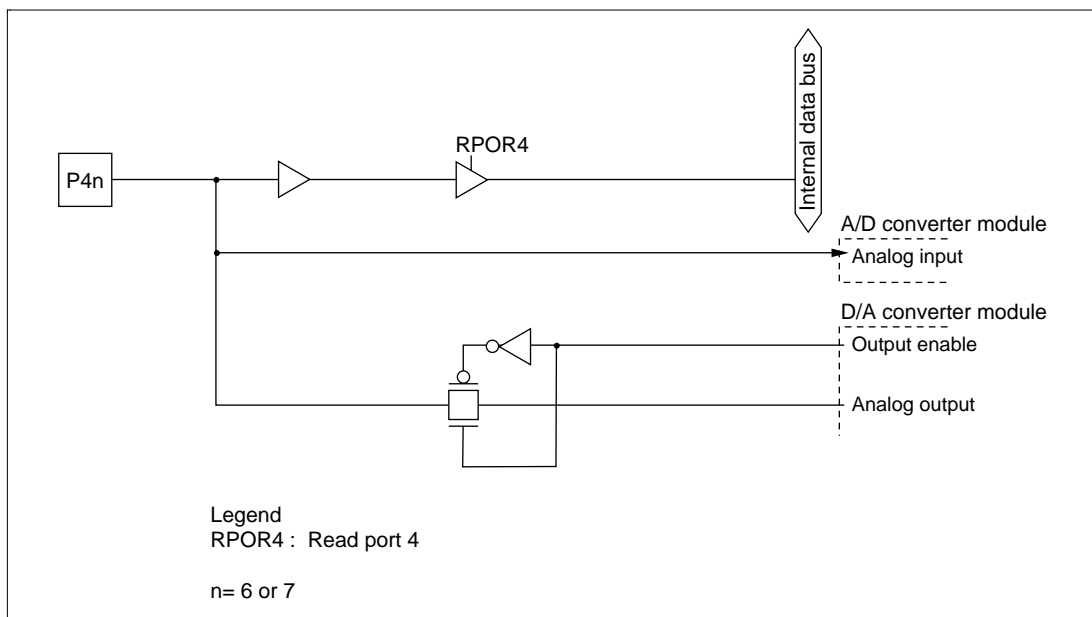 Internal data bus
RPOR4
P4n
A/D converter module
Analog input
D/A converter module
Output enable
Analog output
Legend
RPOR4 : Read port 4
n= 6 or 7